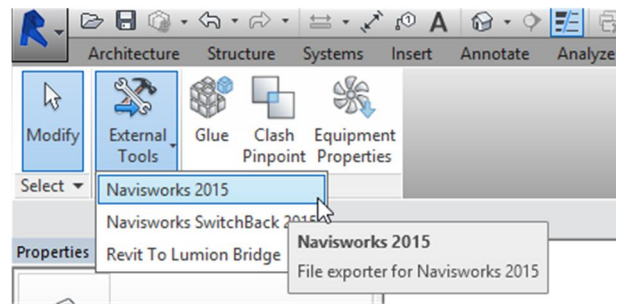 A
Architecture Structure Systems Insert Annotate Analyze
Modify External Tools Glue Clash Pinpoint Equipment Properties
Select
Navisworks 2015
Navisworks SwitchBack 2015
Revit To Lumion Bridge
Properties
Navisworks 2015
File exporter for Navisworks 2015